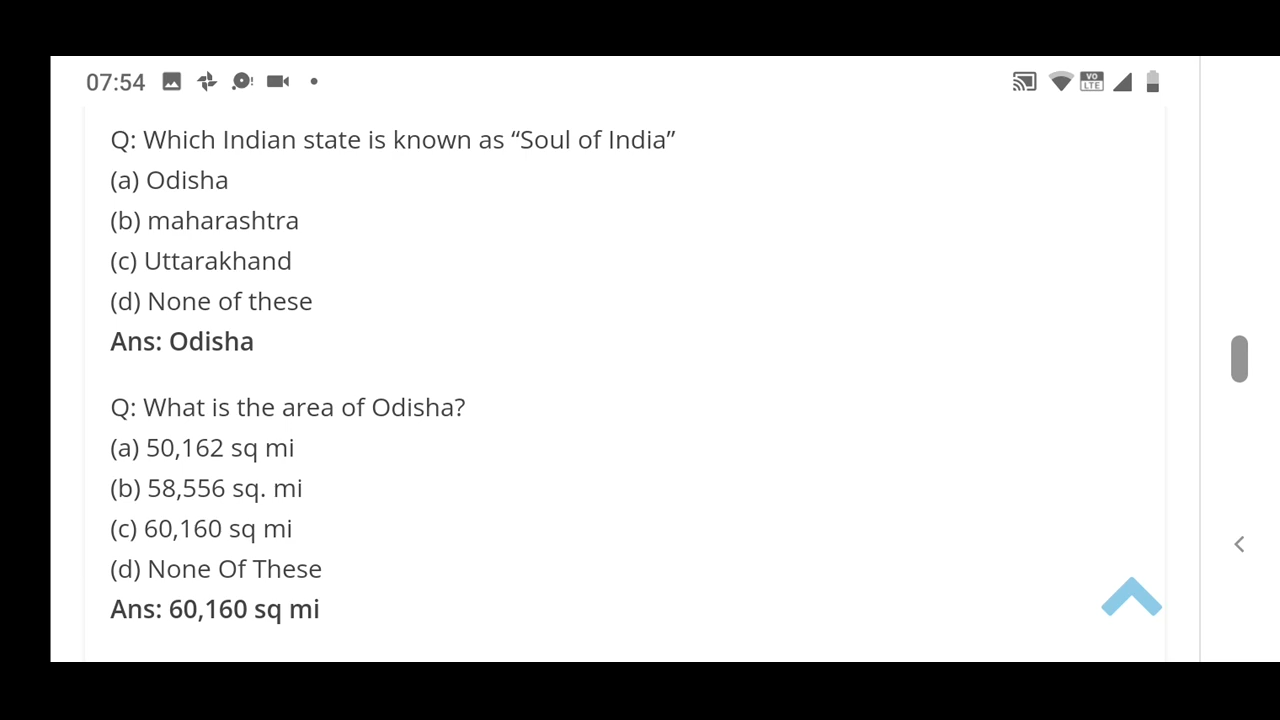 07:54
VO
LTE
Q: Which Indian state is known as “Soul of India”
(a) Odisha
(b) maharashtra
(c) Uttarakhand
(d) None of these
Ans: Odisha
Q: What is the area of Odisha?
(a) 50,162 sq mi
(b) 58,556 sq. mi
(c) 60,160 sq mi
(d) None Of These
Ans: 60,160 sq mi